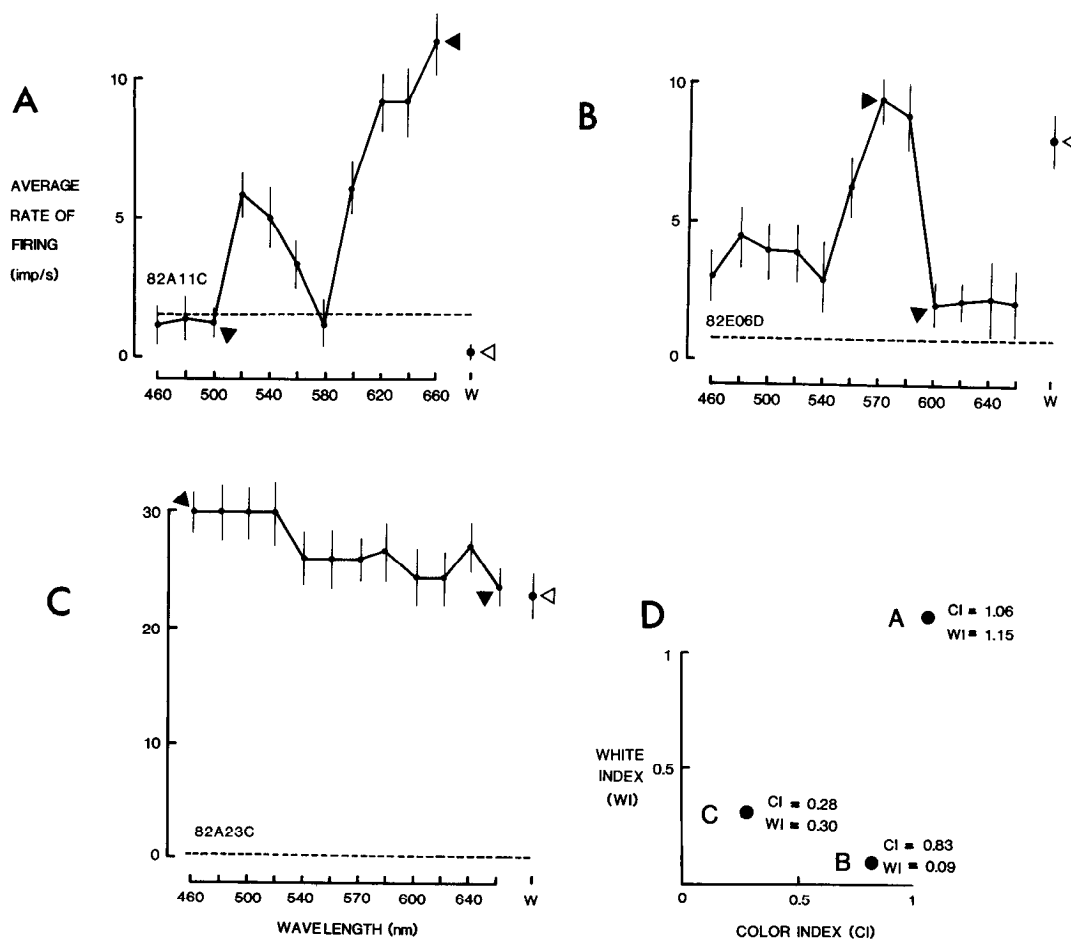 A
AVERAGE
RATE OF
FIRING
(imp/s)
10
5
0
82A11C
460 500 540 580 620 660 W
B
10
5
0
82E06D
460 500 540 570 600 640 W
C
30
20
10
0
82A23C
460 500 540 570 600 640 W
WAVELENGTH (nm)
D
WHITE
INDEX
(WI)
1
0.5
A CI = 1.06
WI = 1.15
C CI = 0.28
WI = 0.30
B CI = 0.83
WI = 0.09
0 0.5 1
COLOR INDEX (CI)